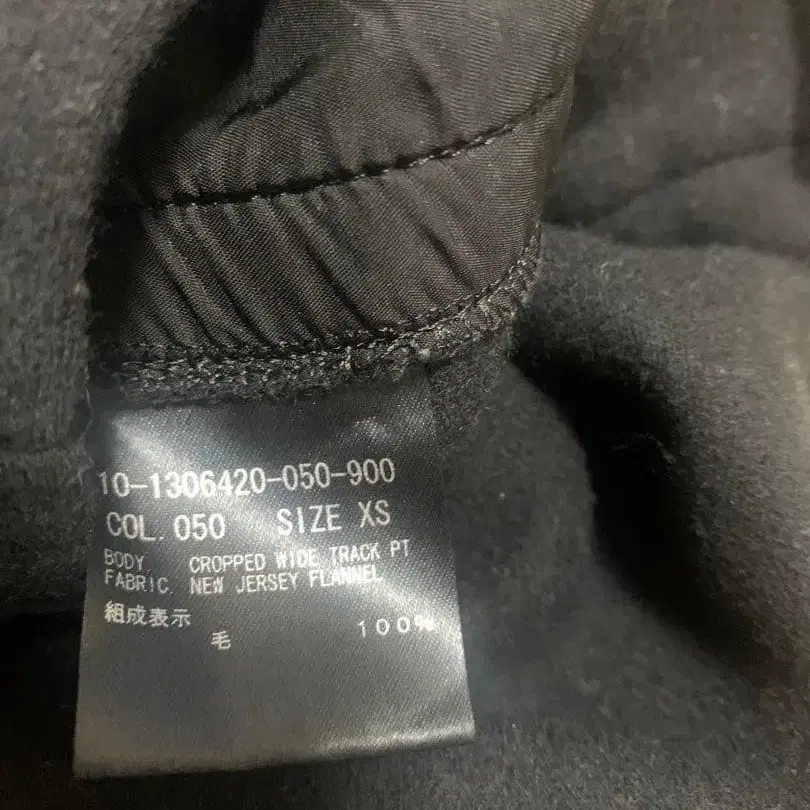 10-1306420-050-900
COL. 050 SIZE XS
BODY. CROPPED WIDE TRACK PT
FABRIC. NEW JERSEY FLANNEL
組成表示
毛 100%